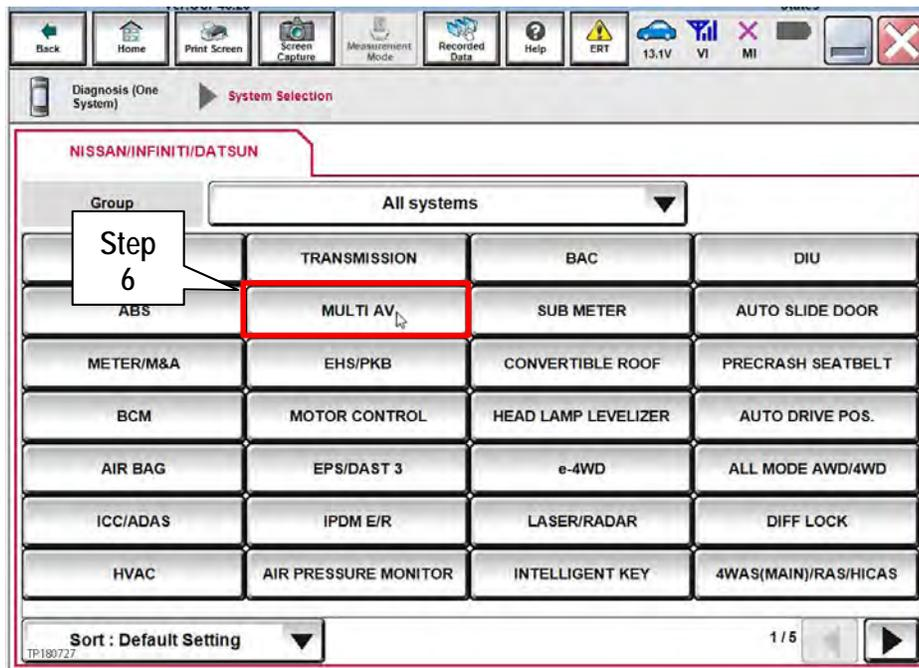 Back
Home
Print Screen
Screen Capture
Measurement Mode
Recorded Data
Help
ERT
13.1V
VI
MI
Diagnosis (One System)
System Selection
NISSAN/INFINITI/DATSUN
Group
All systems
Step 6
TRANSMISSION
BAC
DIU
ABS
MULTI AV
SUB METER
AUTO SLIDE DOOR
METER/M&A
EHS/PKB
CONVERTIBLE ROOF
PRECRASH SEATBELT
BCM
MOTOR CONTROL
HEAD LAMP LEVELIZER
AUTO DRIVE POS.
AIR BAG
EPS/DAST 3
e-4WD
ALL MODE AWD/4WD
ICC/ADAS
IPDM E/R
LASER/RADAR
DIFF LOCK
HVAC
AIR PRESSURE MONITOR
INTELLIGENT KEY
4WAS(MAIN)/RAS/HICAS
Sort : Default Setting
1/5
TP180727